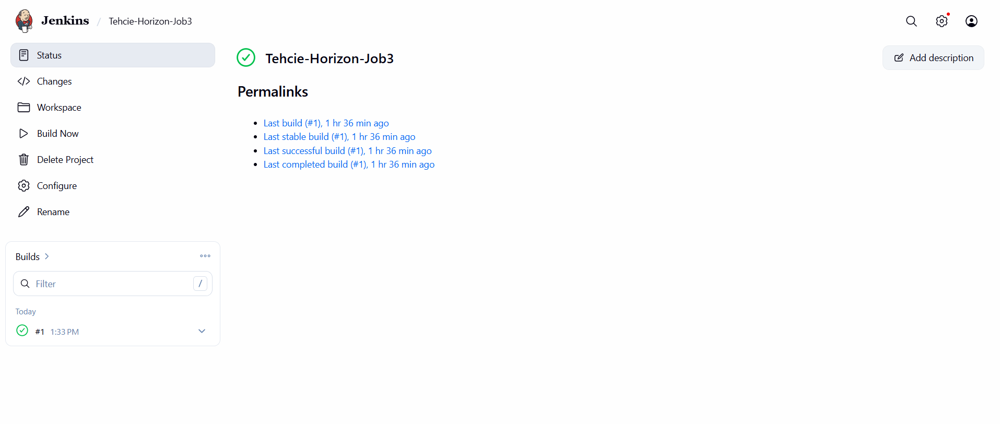 Jenkins / Tehcie-Horizon-Job3
Status
Changes
Workspace
Build Now
Delete Project
Configure
Rename
Builds
Filter /
Today
#1 1:33 PM
Tehcie-Horizon-Job3
Add description
Permalinks
Last build (#1), 1 hr 36 min ago
Last stable build (#1), 1 hr 36 min ago
Last successful build (#1), 1 hr 36 min ago
Last completed build (#1), 1 hr 36 min ago